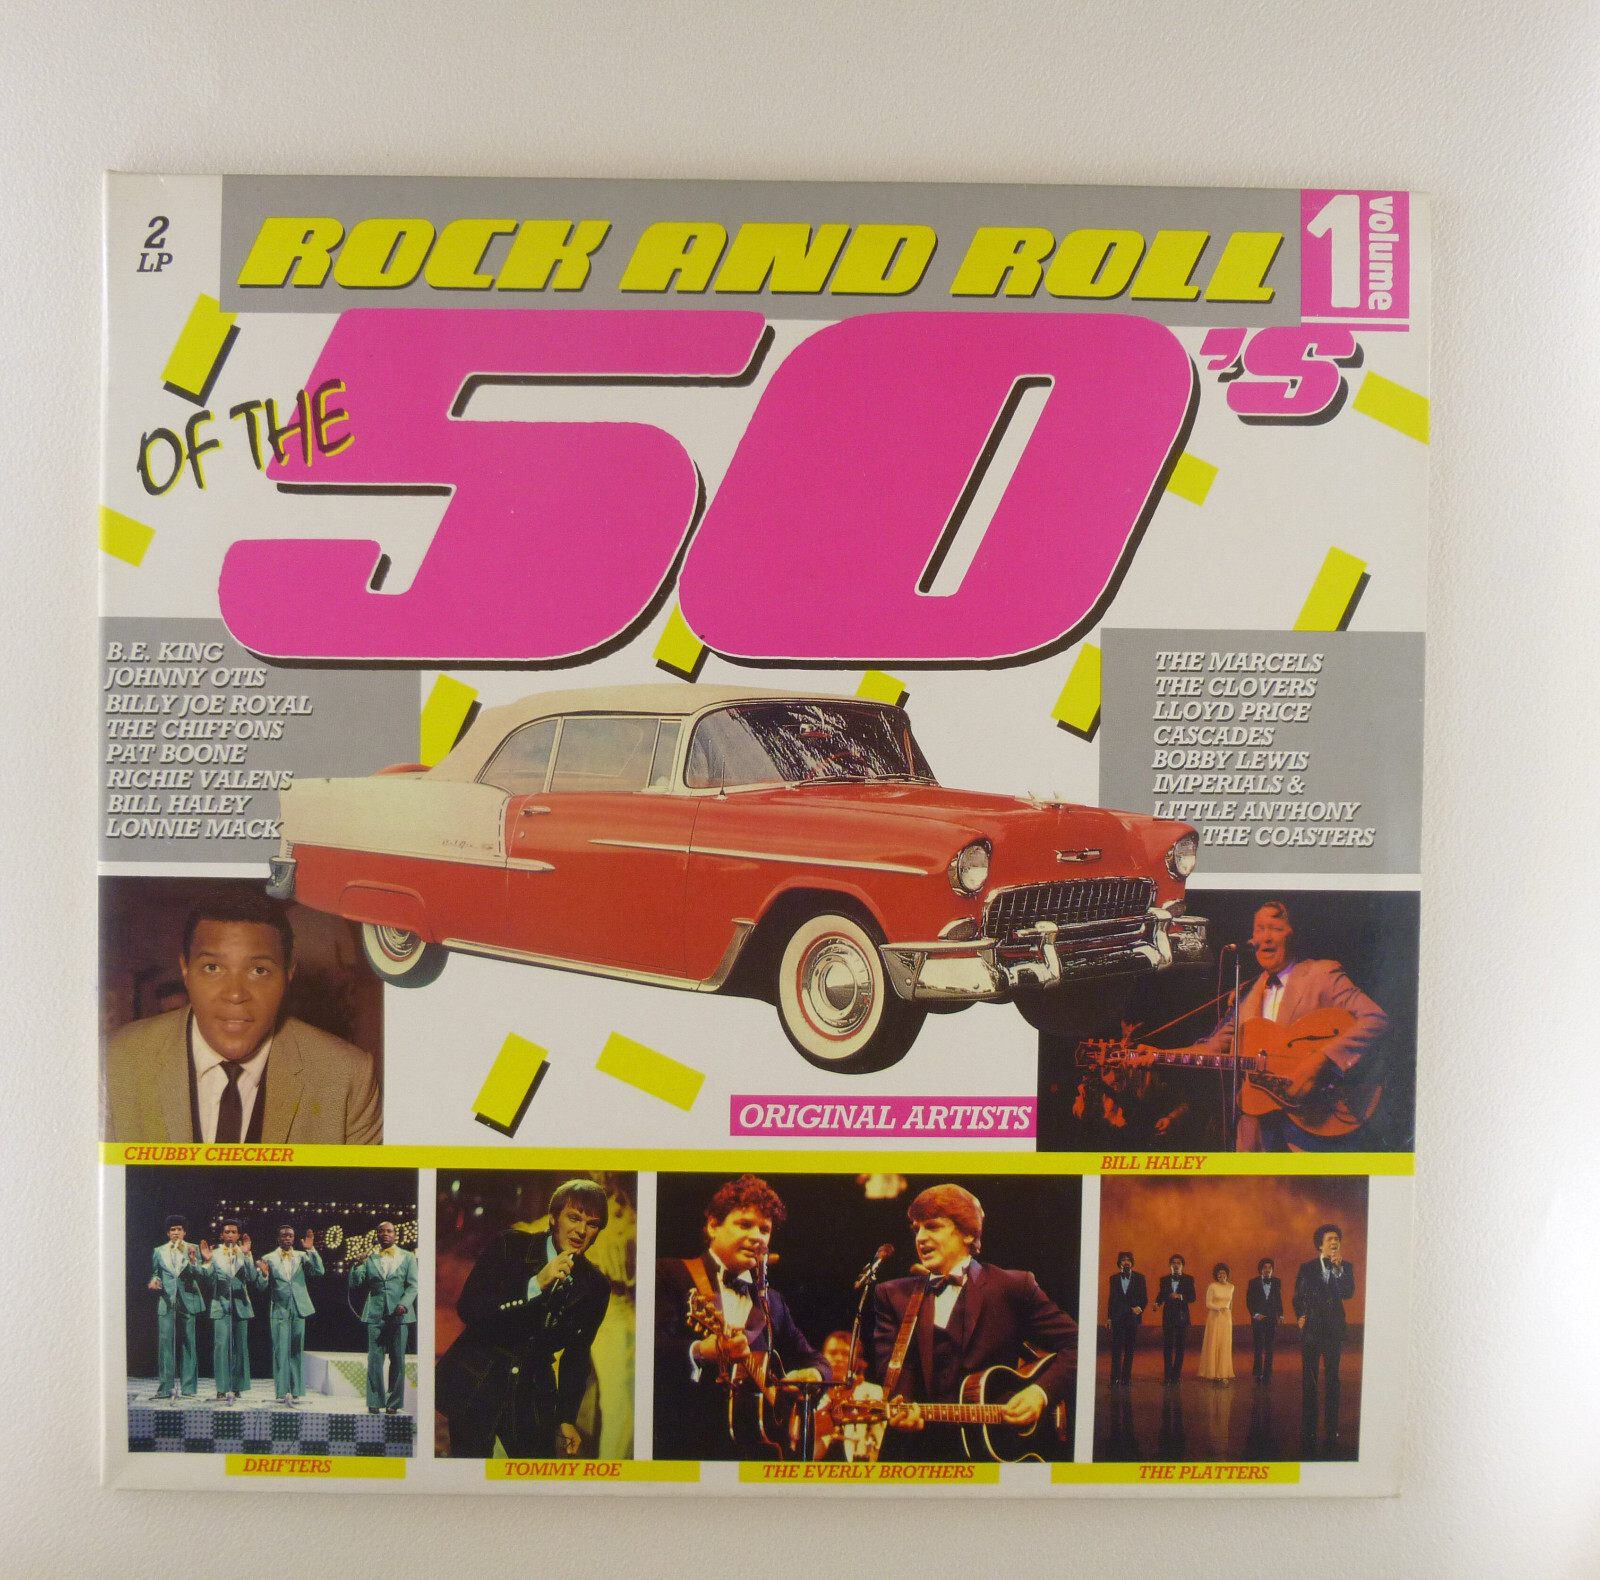 2
LP
ROCK AND ROLL
1
volume
OF THE
50's
B.E. KING
JOHNNY OTIS
BILLY JOE ROYAL
THE CHIFFONS
PAT BOONE
RICHIE VALENS
BILL HALEY
LONNIE MACK
THE MARCELS
THE CLOVERS
LLOYD PRICE
CASCADES
BOBBY LEWIS
IMPERIALS &
LITTLE ANTHONY
THE COASTERS
ORIGINAL ARTISTS
CHUBBY CHECKER
BILL HALEY
DRIFTERS
TOMMY ROE
THE EVERLY BROTHERS
THE PLATTERS